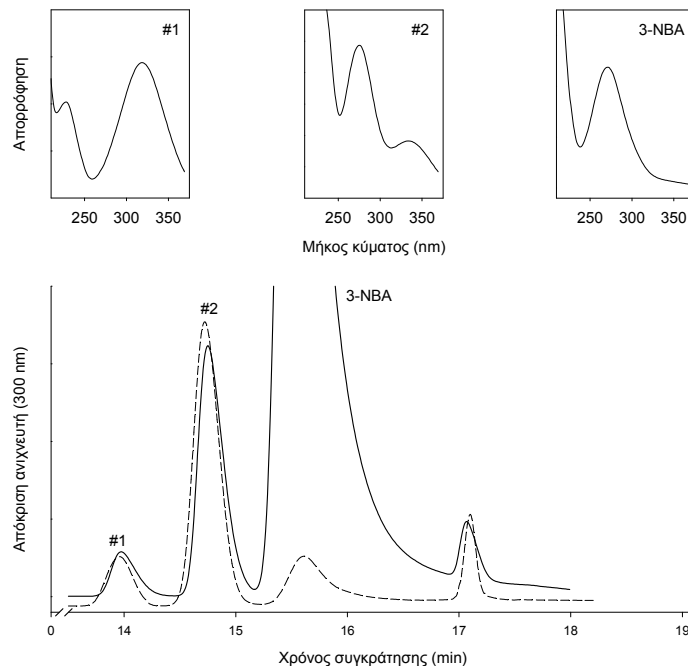 #1
#2
3-NBA
Απορρόφηση
250 300 350
250 300 350
250 300 350
Μήκος κύματος (nm)
3-NBA
#2
#1
Απόκριση ανιχνευτή (300 nm)
0 14 15 16 17 18 19
Χρόνος συγκράτησης (min)